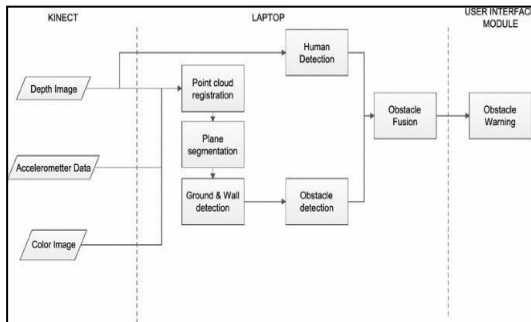 KINECT
LAPTOP
USER INTERFACE
MODULE
Human
Detection
Depth Image
Point cloud
registration
Obstacle
Fusion
Obstacle
Warning
Plane
segmentation
Accelerometter Data
Ground & Wall
detection
Obstacle
detection
Color Image